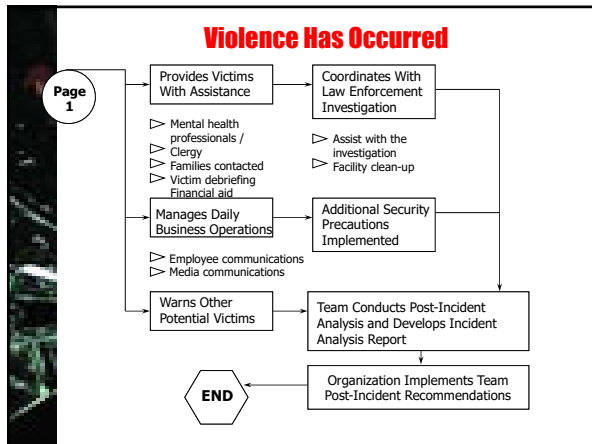 Violence Has Occurred
Page
1
Provides Victims
With Assistance
Coordinates With
Law Enforcement
Investigation
Mental health
professionals /
Clergy
Families contacted
Victim debriefing
Financial aid
Assist with the
investigation
Facility clean-up
Manages Daily
Business Operations
Additional Security
Precautions
Implemented
Employee communications
Media communications
Warns Other
Potential Victims
Team Conducts Post-Incident
Analysis and Develops Incident
Analysis Report
Organization Implements Team
Post-Incident Recommendations
END